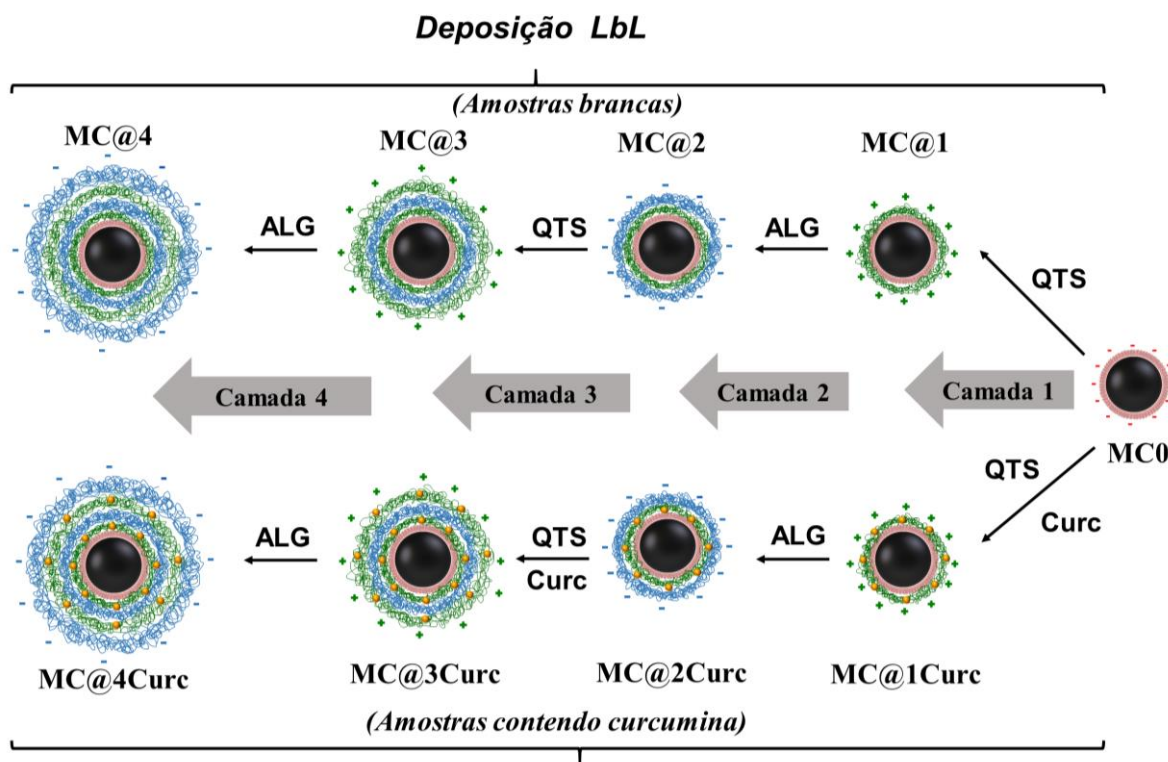 Deposição LbL
(Amostras brancas)
MC@4
MC@3
MC@2
MC@1
ALG
QTS
ALG
QTS
Camada 4
Camada 3
Camada 2
Camada 1
MC0
QTS
Curc
ALG
QTS
Curc
ALG
MC@4Curc
MC@3Curc
MC@2Curc
MC@1Curc
(Amostras contendo curcumina)